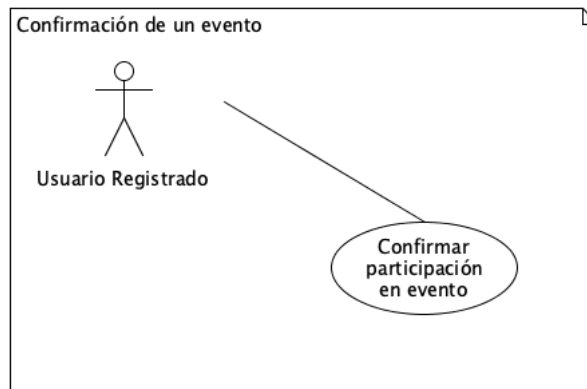 Confirmación de un evento
Usuario Registrado
Confirmar
participación
en evento